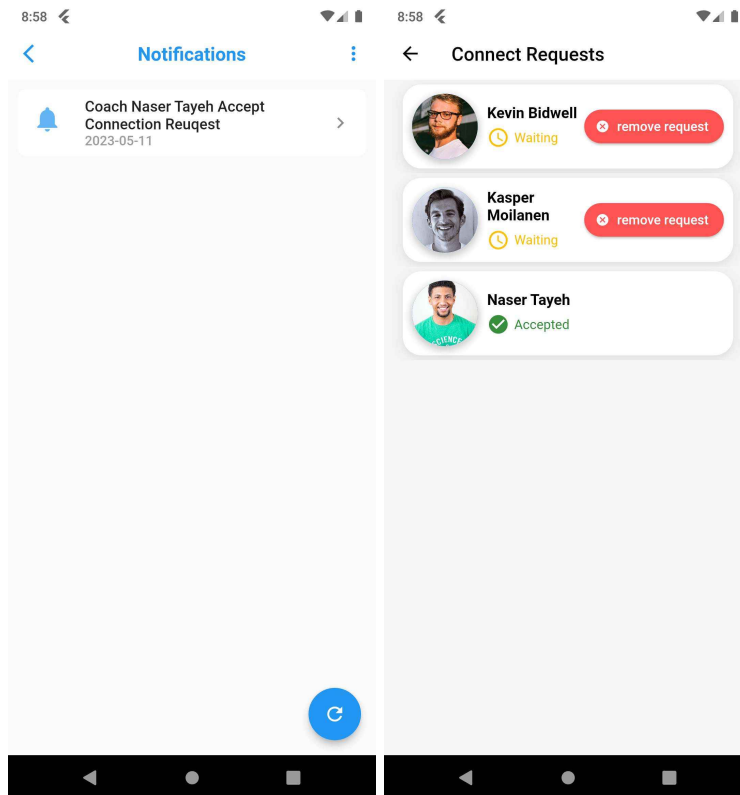 8:58
Notifications
Coach Naser Tayeh Accept
Connection Reuqest
2023-05-11
8:58
Connect Requests
Kevin Bidwell
Waiting
remove request
Kasper
Moilanen
Waiting
remove request
Naser Tayeh
Accepted
SCIENCE